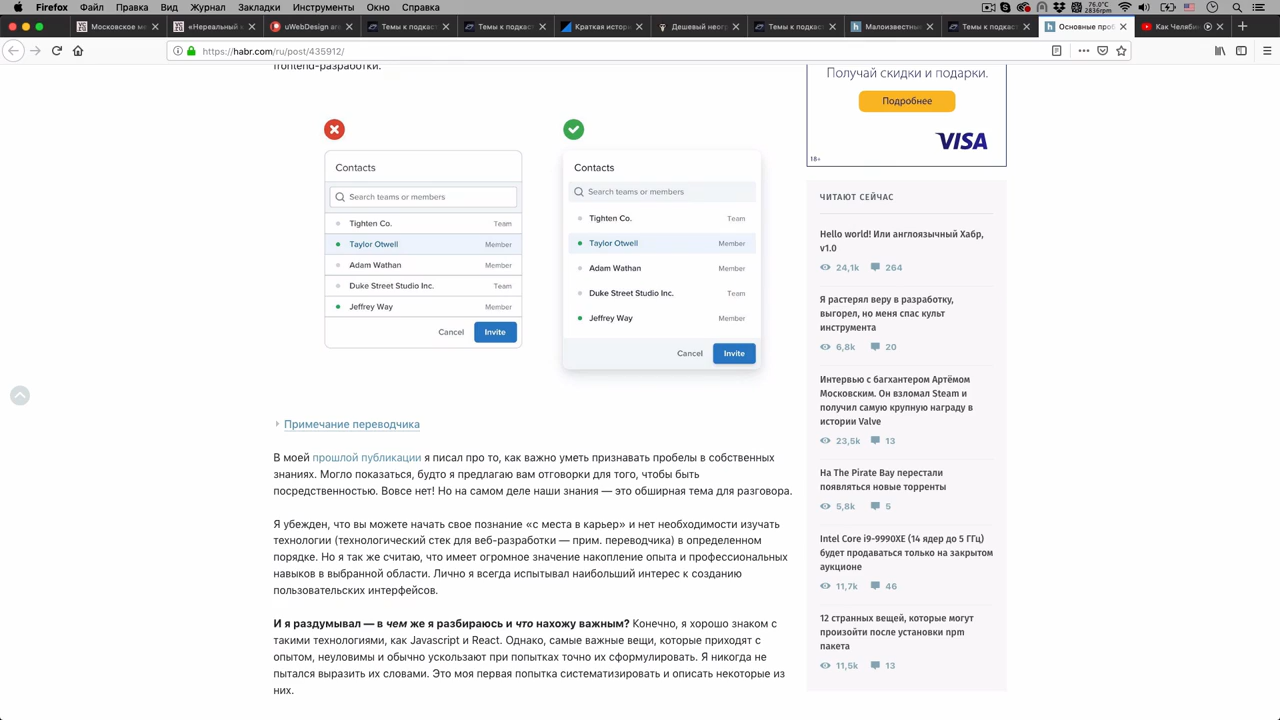 Firefox Файл Правка Вид Журнал Закладки Инструменты Окно Справка
76.0°C
2836rpm
Московское ме
«Нереальный к
uWebDesign ап
Темы к подкаст
Темы к подкаст
Краткая истори
Дешевый неогр
Темы к подкаст
Малоизвестны
Темы к подкаст
Основные проб
Как Челяби
https://habr.com/ru/post/435912/
frontend-разработки.
Contacts
Search teams or members
Tighten Co. Team
Taylor Otwell Member
Adam Wathan Member
Duke Street Studio Inc. Team
Jeffrey Way Member
Cancel Invite
Contacts
Search teams or members
Tighten Co. Team
Taylor Otwell Member
Adam Wathan Member
Duke Street Studio Inc. Team
Jeffrey Way Member
Cancel Invite
Примечание переводчика
В моей прошлой публикации я писал про то, как важно уметь признавать пробелы в собственных
знаниях. Могло показаться, будто я предлагаю вам отговорки для того, чтобы быть
посредственностью. Вовсе нет! Но на самом деле наши знания — это обширная тема для разговора.
Я убежден, что вы можете начать свое познание «с места в карьер» и нет необходимости изучать
технологии (технологический стек для веб-разработки — прим. переводчика) в определенном
порядке. Но я так же считаю, что имеет огромное значение накопление опыта и профессиональных
навыков в выбранной области. Лично я всегда испытывал наибольший интерес к созданию
пользовательских интерфейсов.
И я раздумывал — в чем же я разбираюсь и что нахожу важным? Конечно, я хорошо знаком с
такими технологиями, как Javascript и React. Однако, самые важные вещи, которые приходят с
опытом, неуловимы и обычно ускользают при попытках точно их сформулировать. Я никогда не
пытался выразить их словами. Это моя первая попытка систематизировать и описать некоторые из
них.
Получай скидки и подарки.
Подробнее
VISA
18+
ЧИТАЮТ СЕЙЧАС
Hello world! Или англоязычный Хабр,
v1.0
24,1k 264
Я растерял веру в разработку,
выгорел, но меня спас культ
инструмента
6,8k 20
Интервью с багхантером Артёмом
Московским. Он взломал Steam и
получил самую крупную награду в
истории Valve
23,5k 13
На The Pirate Bay перестали
появляться новые торренты
5,8k 5
Intel Core i9-9990XE (14 ядер до 5 ГГц)
будет продаваться только на закрытом
аукционе
11,7k 46
12 странных вещей, которые могут
произойти после установки npm
пакета
11,5k 13